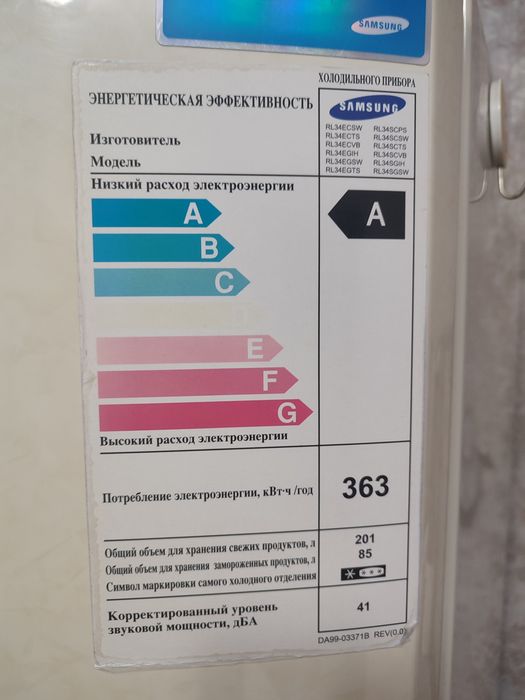 SAMSUNG
ХОЛОДИЛЬНОГО ПРИБОРА
ЭНЕРГЕТИЧЕСКАЯ ЭФФЕКТИВНОСТЬ
SAMSUNG
Изготовитель
Модель
RL34ECSW RL34SCPS
RL34ECTS RL34SCSW
RL34ECVB RL34SCTS
RL34EGIH RL34SCVB
RL34EGSW RL34SGIH
RL34EGTS RL34SGSW
Низкий расход электроэнергии
A A
B
C
D
E
F
G
Высокий расход электроэнергии
Потребление электроэнергии, кВт·ч /год 363
Общий объем для хранения свежих продуктов, л 201
Общий объем для хранения замороженных продуктов, л 85
Символ маркировки самого холодного отделения
Корректированный уровень
звуковой мощности, дБА 41
DA99-03371B REV(0.0)